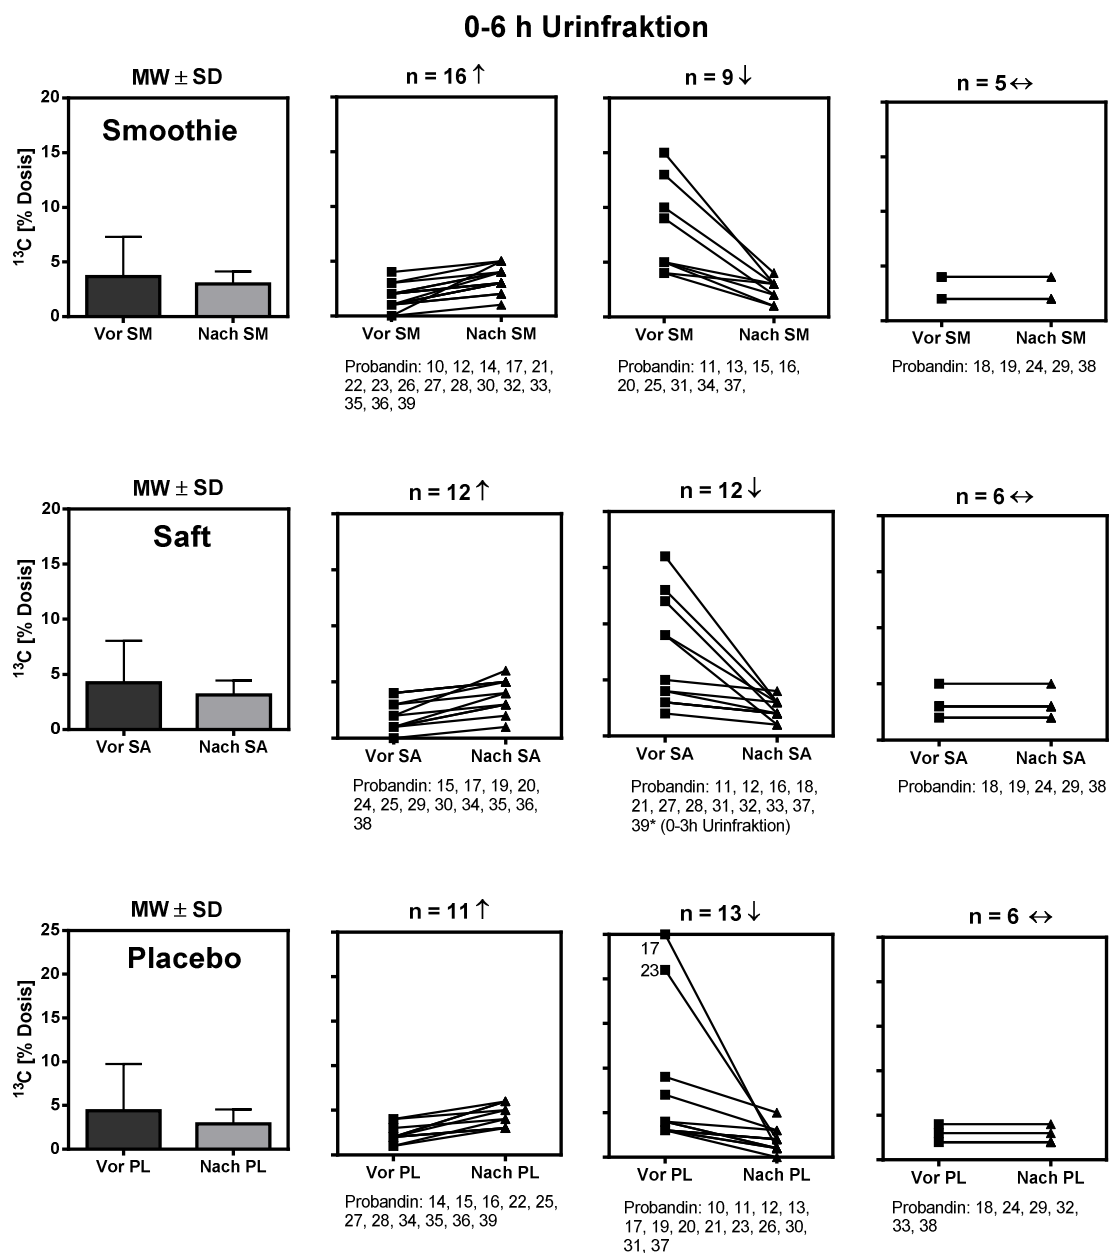 0-6 h Urinfraktion
MW ± SD
n = 16 ↑
n = 9 ↓
n = 5 ↔
Smoothie
¹³C [% Dosis]
20
15
10
5
0
Vor SM
Nach SM
Vor SM
Nach SM
Vor SM
Nach SM
Vor SM
Nach SM
Probandin: 10, 12, 14, 17, 21,
22, 23, 26, 27, 28, 30, 32, 33,
35, 36, 39
Probandin: 11, 13, 15, 16,
20, 25, 31, 34, 37,
Probandin: 18, 19, 24, 29, 38
MW ± SD
n = 12 ↑
n = 12 ↓
n = 6 ↔
Saft
¹³C [% Dosis]
20
15
10
5
0
Vor SA
Nach SA
Vor SA
Nach SA
Vor SA
Nach SA
Vor SA
Nach SA
Probandin: 15, 17, 19, 20,
24, 25, 29, 30, 34, 35, 36,
38
Probandin: 11, 12, 16, 18,
21, 27, 28, 31, 32, 33, 37,
39* (0-3h Urinfraktion)
Probandin: 18, 19, 24, 29, 38
MW ± SD
n = 11 ↑
n = 13 ↓
n = 6 ↔
Placebo
¹³C [% Dosis]
25
20
15
10
5
0
17
23
Vor PL
Nach PL
Vor PL
Nach PL
Vor PL
Nach PL
Vor PL
Nach PL
Probandin: 14, 15, 16, 22, 25,
27, 28, 34, 35, 36, 39
Probandin: 10, 11, 12, 13,
17, 19, 20, 21, 23, 26, 30,
31, 37
Probandin: 18, 24, 29, 32,
33, 38